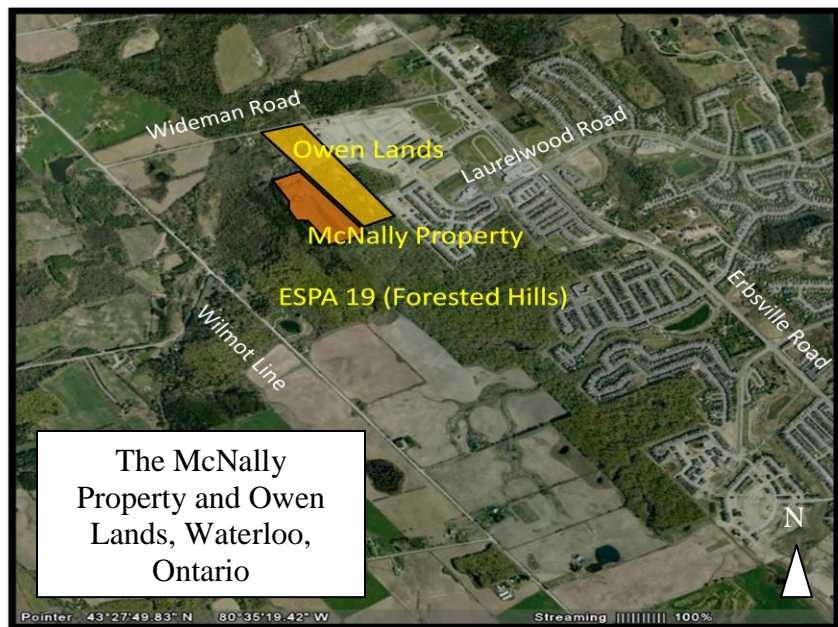 Wideman Road
Owen Lands
Laurelwood Road
McNally Property
ESPA 19 (Forested Hills)
Erbsville Road
Wilmot Line
The McNally
Property and Owen
Lands, Waterloo,
Ontario
N
Pointer 43°27'49.83" N 80°35'19.42" W Streaming |||||||||| 100%